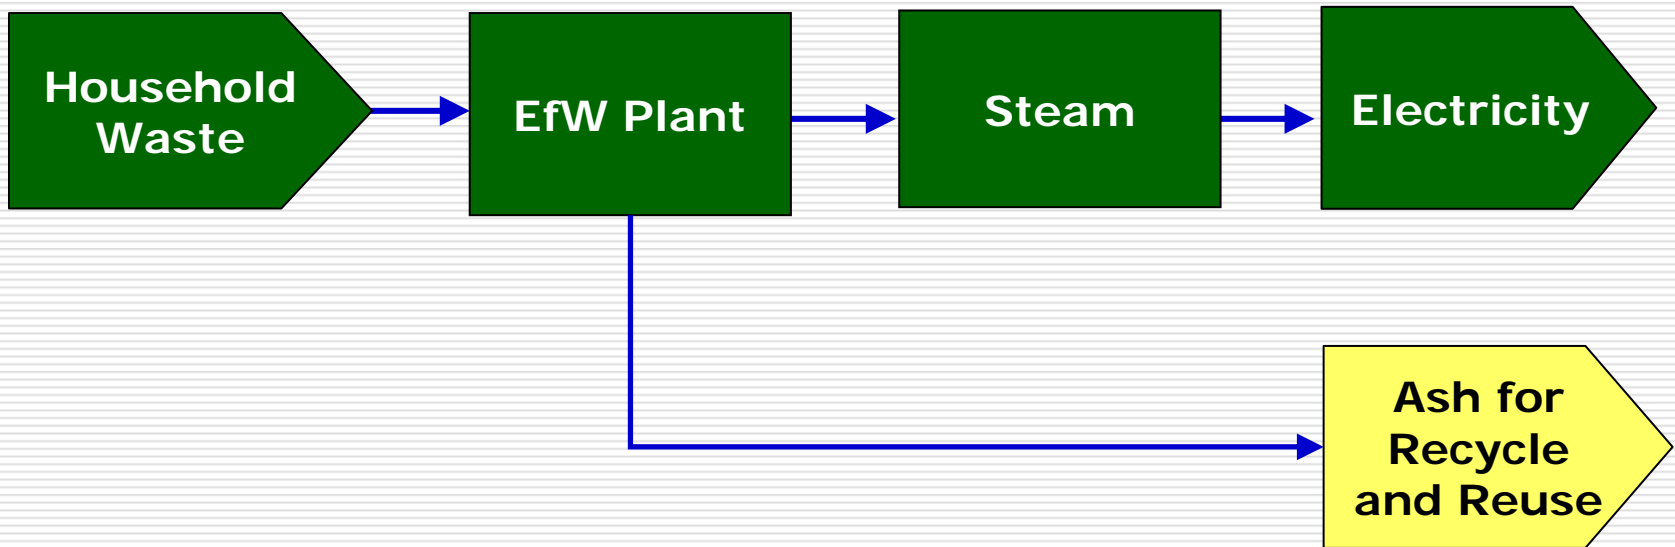 Household
Waste
EfW Plant
Steam
Electricity
Ash for
Recycle
and Reuse